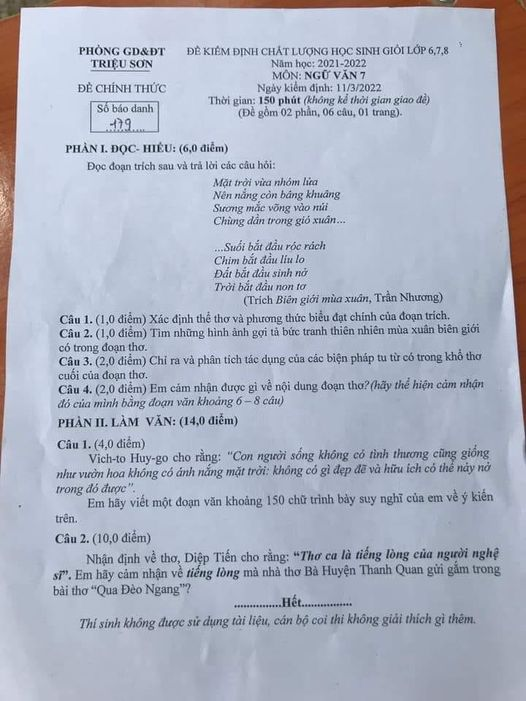 PHÒNG GD&ĐT
TRIỆU SƠN
ĐỀ CHÍNH THỨC
Số báo danh
179
ĐỀ KIỂM ĐỊNH CHẤT LƯỢNG HỌC SINH GIỎI LỚP 6,7,8
Năm học: 2021-2022
MÔN: NGỮ VĂN 7
Ngày kiểm định: 11/3/2022
Thời gian: 150 phút (không kể thời gian giao đề)
(Đề gồm 02 phần, 06 câu, 01 trang).
PHẦN I. ĐỌC- HIỂU: (6,0 điểm)
Đọc đoạn trích sau và trả lời các câu hỏi:
Mặt trời vừa nhóm lửa
Nên nắng còn bâng khuâng
Sương mắc võng vào núi
Chùng dần trong gió xuân...
...Suối bắt đầu róc rách
Chim bắt đầu líu lo
Đất bắt đầu sinh nở
Trời bắt đầu non tơ
(Trích Biên giới mùa xuân, Trần Nhương)
Câu 1. (1,0 điểm) Xác định thể thơ và phương thức biểu đạt chính của đoạn trích.
Câu 2. (1,0 điểm) Tìm những hình ảnh gợi tả bức tranh thiên nhiên mùa xuân biên giới
có trong đoạn thơ.
Câu 3. (2,0 điểm) Chỉ ra và phân tích tác dụng của các biện pháp tu từ có trong khổ thơ
cuối của đoạn thơ.
Câu 4. (2,0 điểm) Em cảm nhận được gì về nội dung đoạn thơ?(hãy thể hiện cảm nhận
đó của mình bằng đoạn văn khoảng 6 – 8 câu)
PHẦN II. LÀM VĂN: (14,0 điểm)
Câu 1. (4,0 điểm)
Vich-to Huy-go cho rằng: “Con người sống không có tình thương cũng giống
như vườn hoa không có ánh nắng mặt trời: không có gì đẹp đẽ và hữu ích có thể nảy nở
trong đó được”.
Em hãy viết một đoạn văn khoảng 150 chữ trình bày suy nghĩ của em về ý kiến
trên.
Câu 2. (10,0 điểm)
Nhận định về thơ, Diệp Tiến cho rằng: “Thơ ca là tiếng lòng của người nghệ
sĩ”. Em hãy cảm nhận về tiếng lòng mà nhà thơ Bà Huyện Thanh Quan gửi gắm trong
bài thơ “Qua Đèo Ngang”?
...............Hết...............
Thí sinh không được sử dụng tài liệu, cán bộ coi thi không giải thích gì thêm.